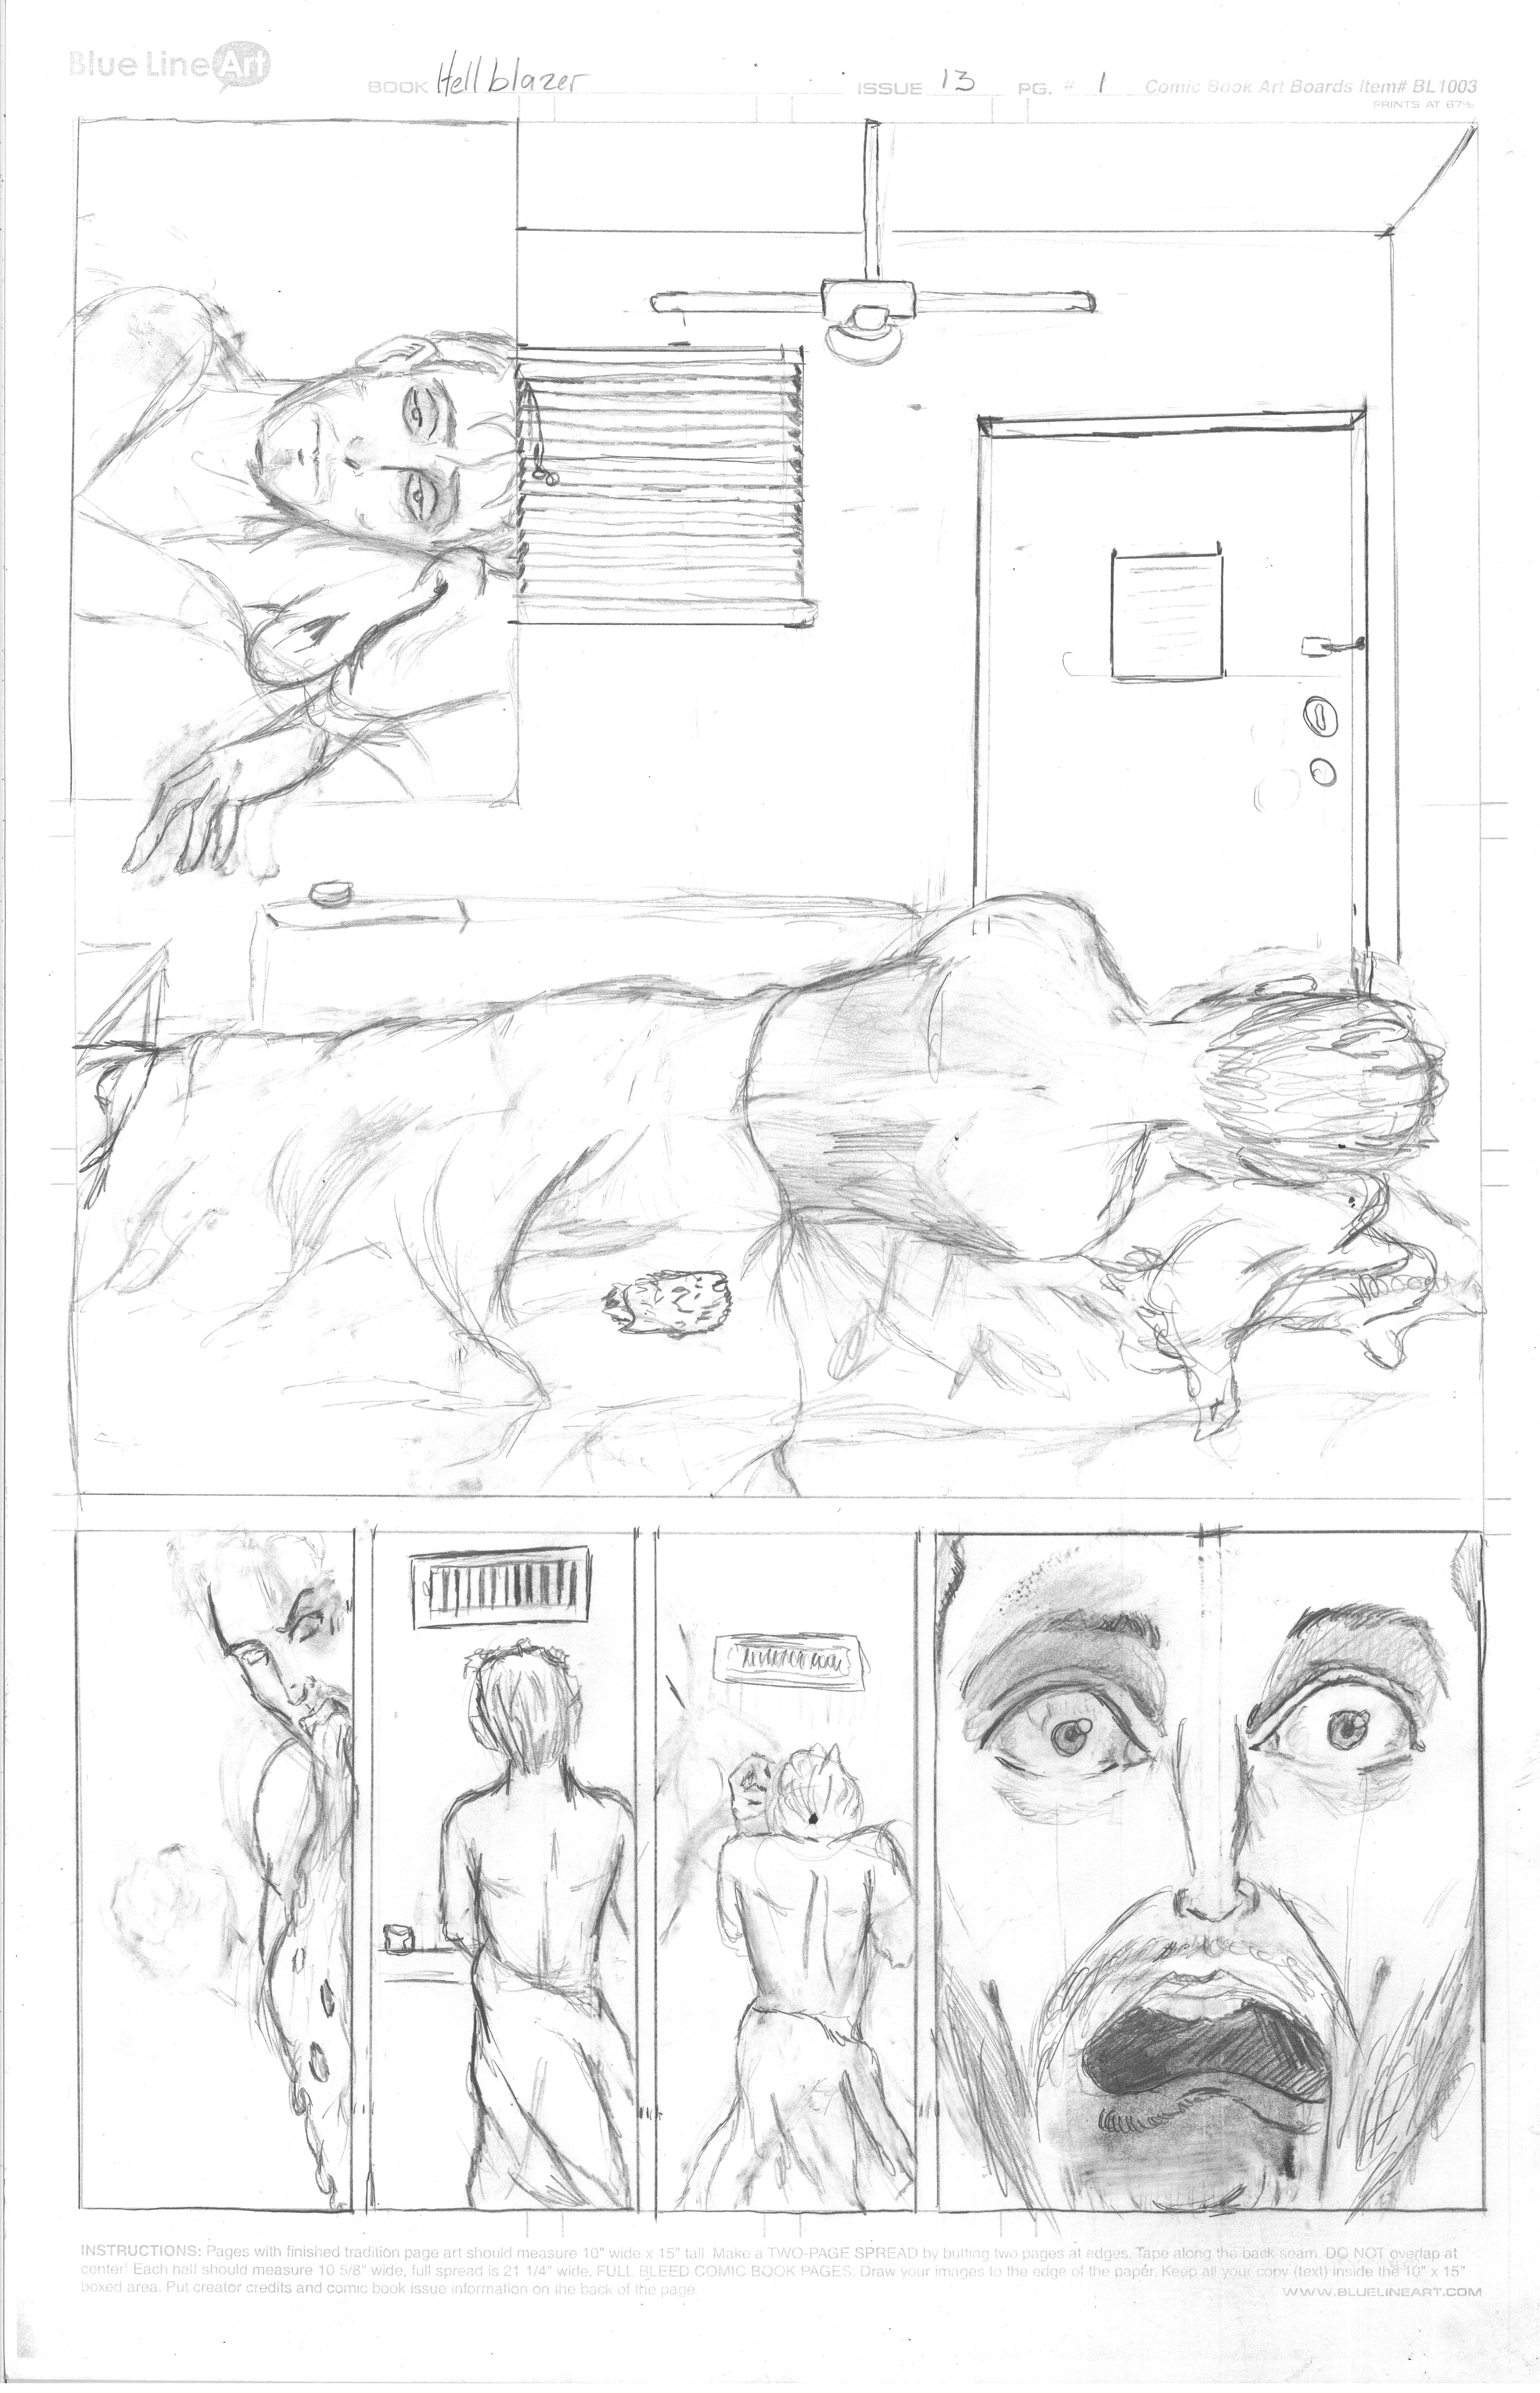 Blue Line Art
BOOK Hellblazer ISSUE 13 PG. # 1 Comic Book Art Boards Item# BL1003
PRINTS AT 67%
INSTRUCTIONS: Pages with finished tradition page art should measure 10" wide x 15" tall. Make a TWO-PAGE SPREAD by butting two pages at edges. Tape along the back seam. DO NOT overlap at
center! Each half should measure 10 5/8" wide, full spread is 21 1/4" wide. FULL BLEED COMIC BOOK PAGES: Draw your images to the edge of the paper. Keep all your copy (text) inside the 10" x 15"
boxed area. Put creator credits and comic book issue information on the back of the page.
WWW.BLUELINEART.COM